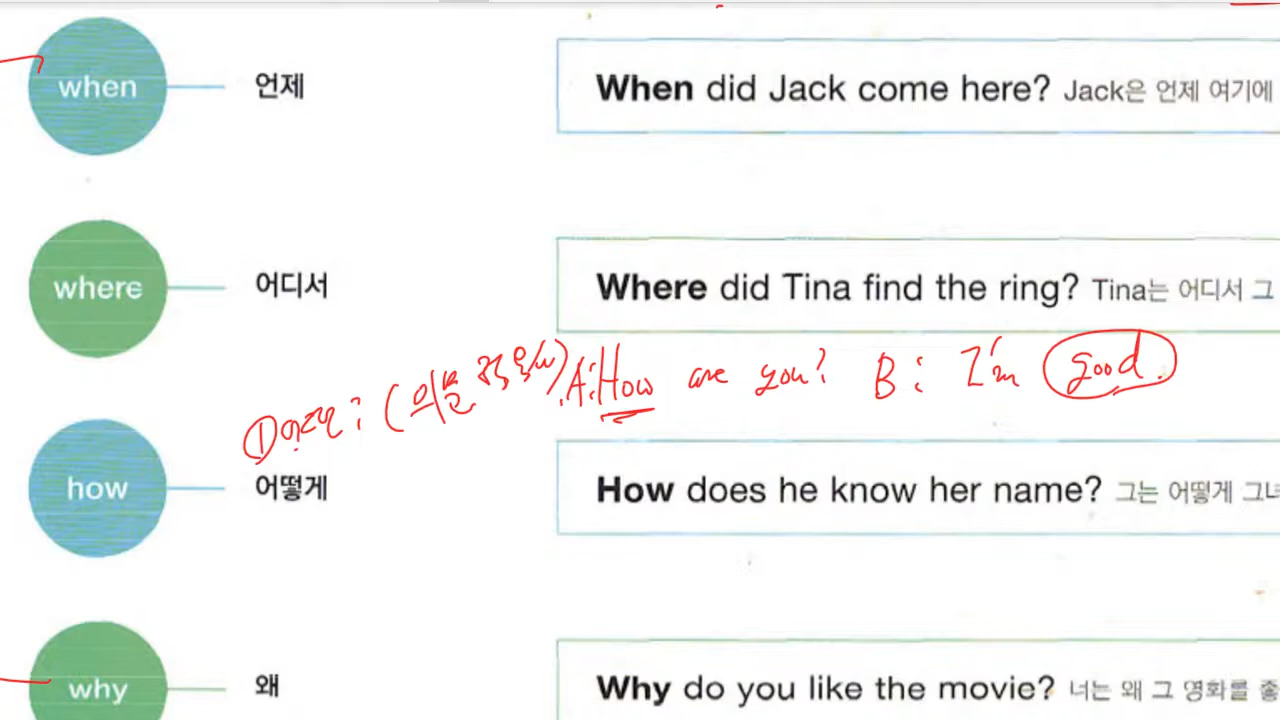 when 언제 When did Jack come here? Jack은 언제 여기에
where 어디서 Where did Tina find the ring? Tina는 어디서 그
A: How are you? B: I'm good.
how 어떻게 How does he know her name? 그는 어떻게
why 왜 Why do you like the movie? 너는 왜 그 영화를